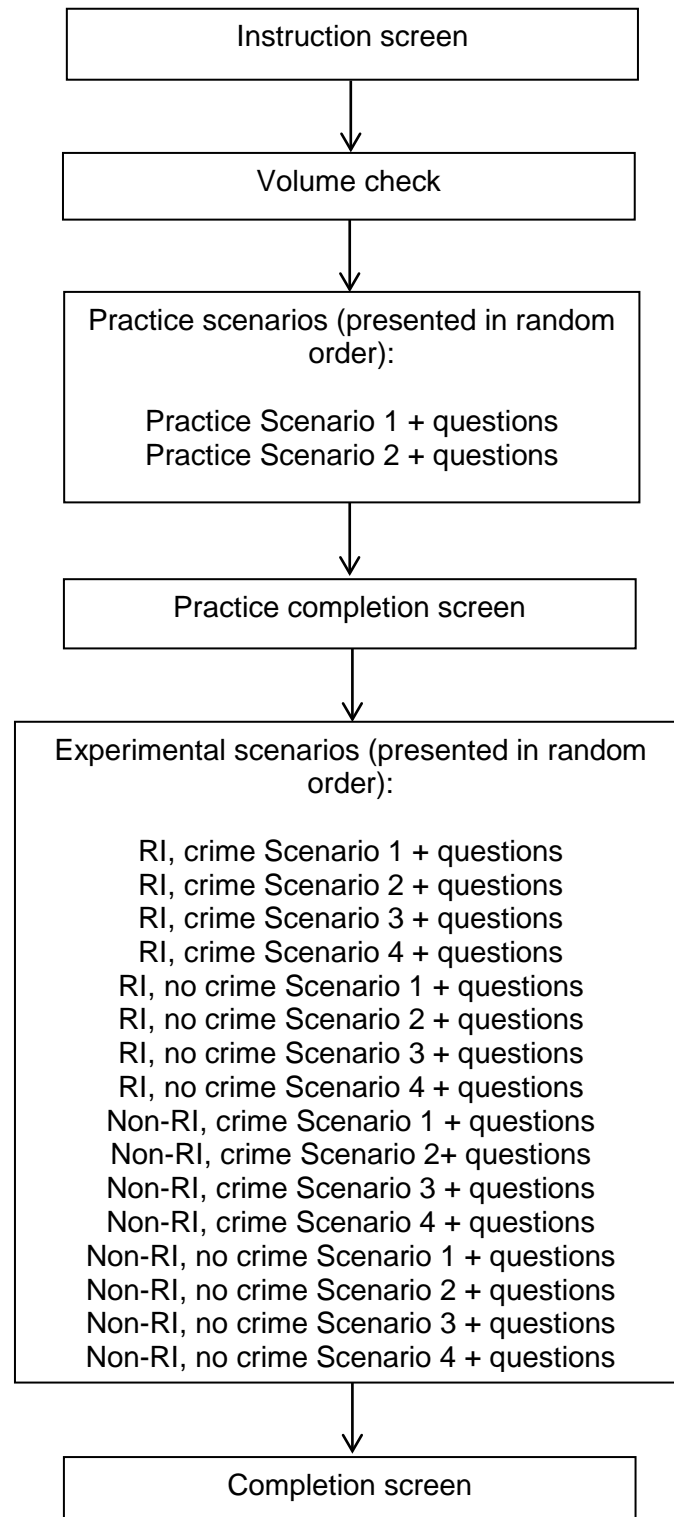 Instruction screen
Volume check
Practice scenarios (presented in random
order):
Practice Scenario 1 + questions
Practice Scenario 2 + questions
Practice completion screen
Experimental scenarios (presented in random
order):
RI, crime Scenario 1 + questions
RI, crime Scenario 2 + questions
RI, crime Scenario 3 + questions
RI, crime Scenario 4 + questions
RI, no crime Scenario 1 + questions
RI, no crime Scenario 2 + questions
RI, no crime Scenario 3 + questions
RI, no crime Scenario 4 + questions
Non-RI, crime Scenario 1 + questions
Non-RI, crime Scenario 2+ questions
Non-RI, crime Scenario 3 + questions
Non-RI, crime Scenario 4 + questions
Non-RI, no crime Scenario 1 + questions
Non-RI, no crime Scenario 2 + questions
Non-RI, no crime Scenario 3 + questions
Non-RI, no crime Scenario 4 + questions
Completion screen